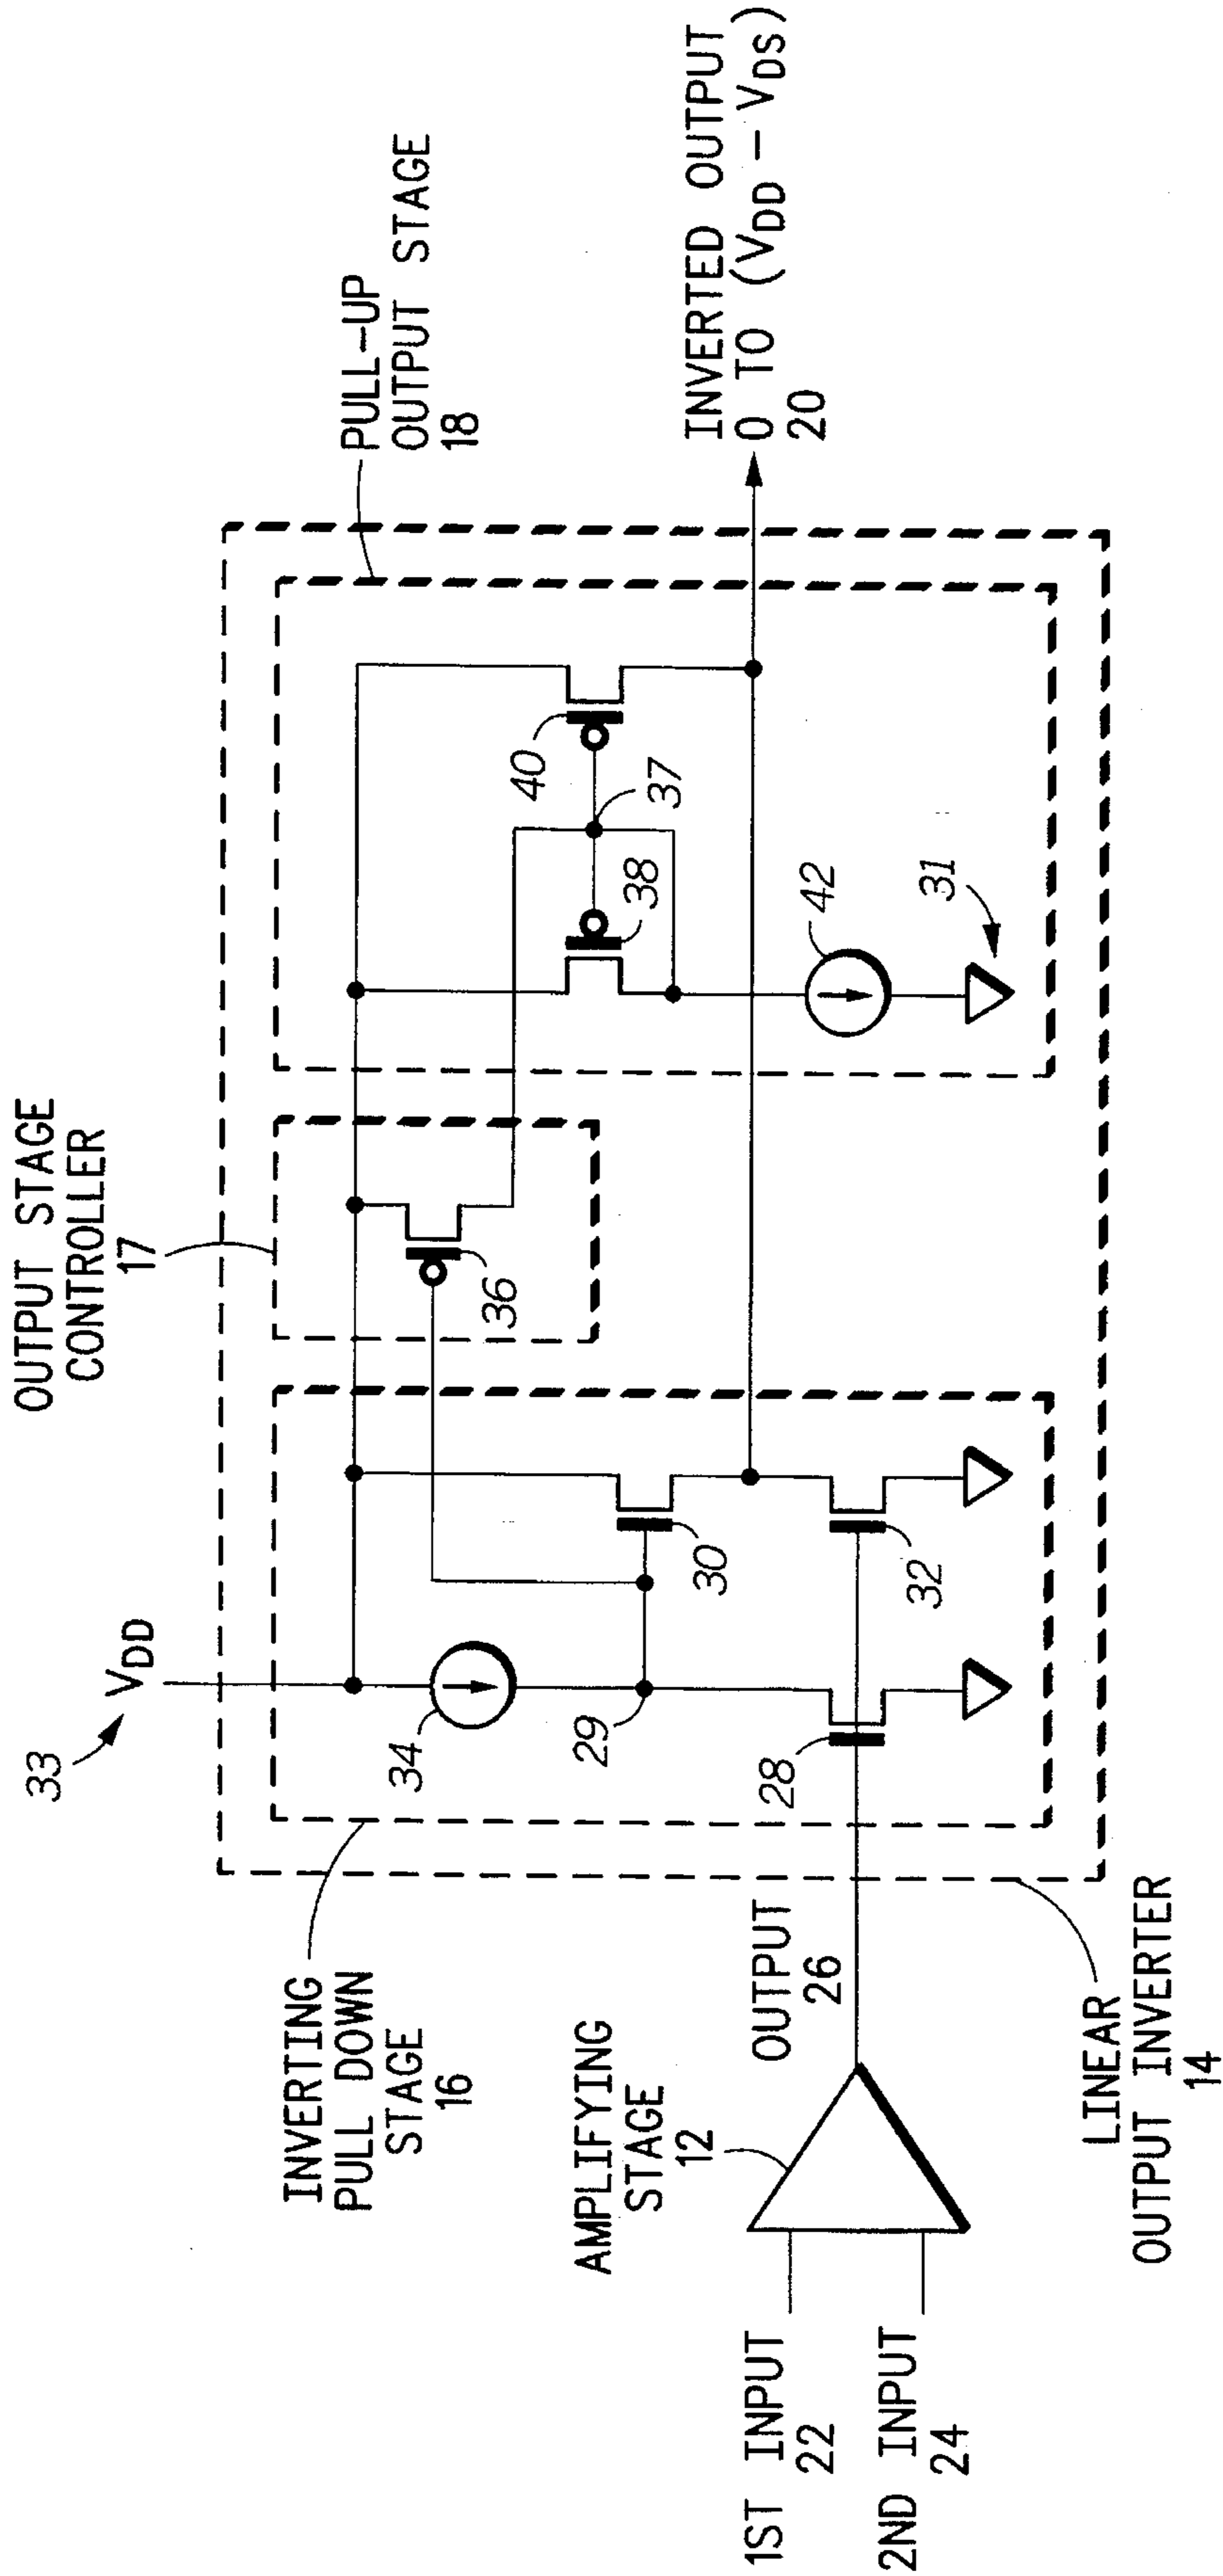 33
VDD
OUTPUT STAGE
CONTROLLER
17
PULL-UP
OUTPUT STAGE
18
INVERTING
PULL DOWN
STAGE
16
34
29
30
28
32
36
40
37
38
42
31
INVERTED OUTPUT
0 TO (VDD - VDS)
20
AMPLIFYING
STAGE
12
OUTPUT
26
1ST INPUT
22
2ND INPUT
24
LINEAR
OUTPUT INVERTER
14